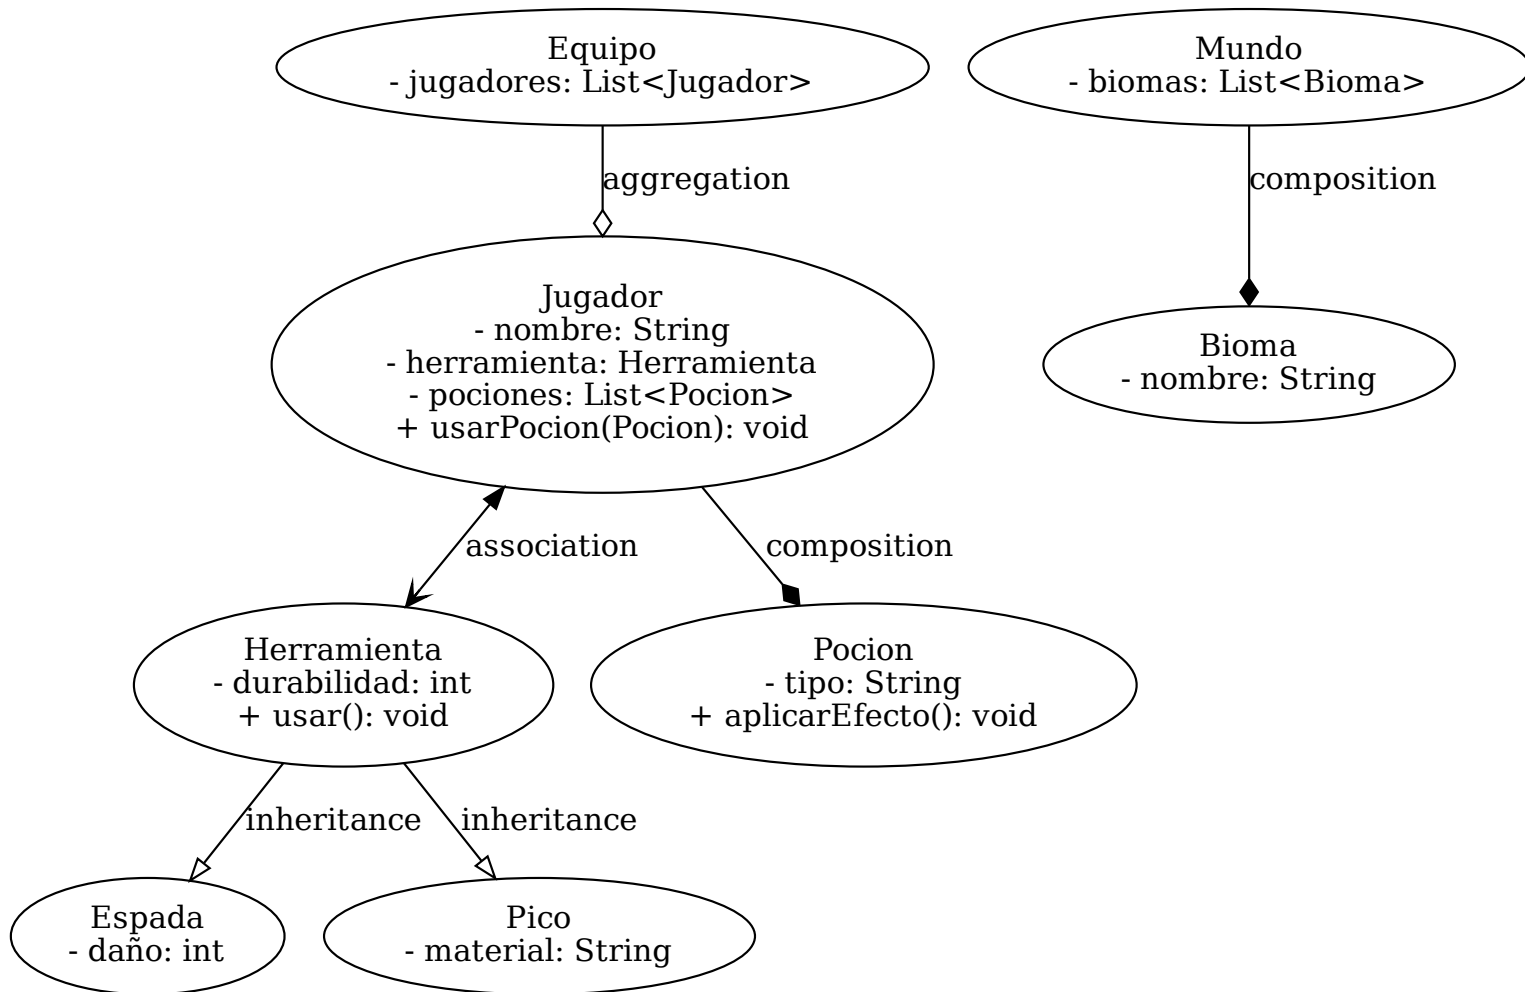 Equipo
- jugadores: List<Jugador>
Mundo
- biomas: List<Bioma>
aggregation
composition
Jugador
- nombre: String
- herramienta: Herramienta
- pociones: List<Pocion>
+ usarPocion(Pocion): void
Bioma
- nombre: String
association
composition
Herramienta
- durabilidad: int
+ usar(): void
Pocion
- tipo: String
+ aplicarEfecto(): void
inheritance
inheritance
Espada
- daño: int
Pico
- material: String